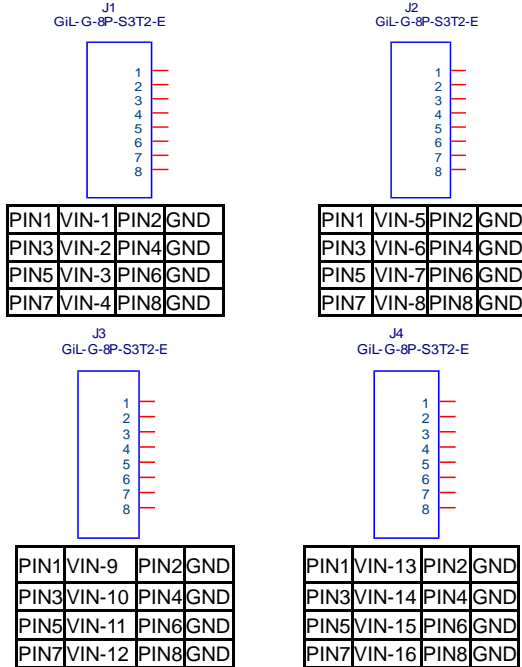 J1
GiL-G-8P-S3T2-E
1
2
3
4
5
6
7
8
PIN1 VIN-1 PIN2 GND
PIN3 VIN-2 PIN4 GND
PIN5 VIN-3 PIN6 GND
PIN7 VIN-4 PIN8 GND
J2
GiL-G-8P-S3T2-E
1
2
3
4
5
6
7
8
PIN1 VIN-5 PIN2 GND
PIN3 VIN-6 PIN4 GND
PIN5 VIN-7 PIN6 GND
PIN7 VIN-8 PIN8 GND
J3
GiL-G-8P-S3T2-E
1
2
3
4
5
6
7
8
PIN1 VIN-9 PIN2 GND
PIN3 VIN-10 PIN4 GND
PIN5 VIN-11 PIN6 GND
PIN7 VIN-12 PIN8 GND
J4
GiL-G-8P-S3T2-E
1
2
3
4
5
6
7
8
PIN1 VIN-13 PIN2 GND
PIN3 VIN-14 PIN4 GND
PIN5 VIN-15 PIN6 GND
PIN7 VIN-16 PIN8 GND